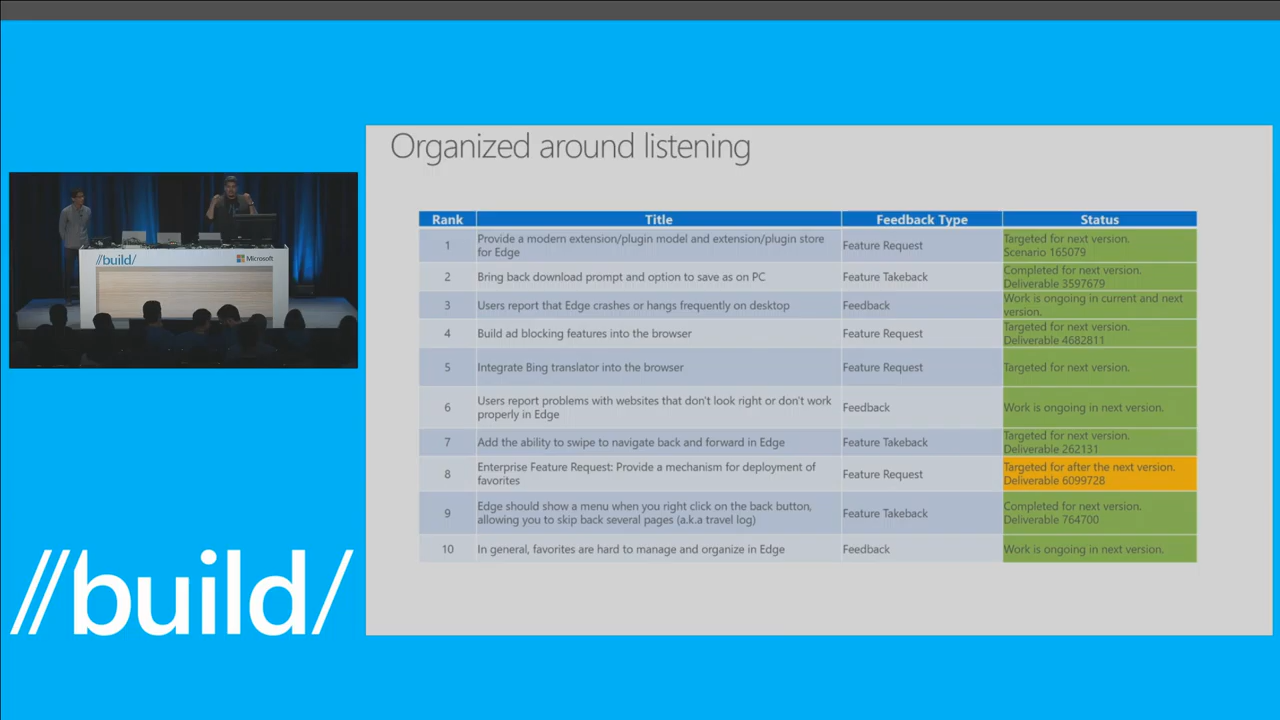 Organized around listening
Rank Title Feedback Type Status
1 Provide a modern extension/plugin model and extension/plugin store for Edge Feature Request Targeted for next version. Scenario 165079
2 Bring back download prompt and option to save as on PC Feature Takeback Completed for next version. Deliverable 3597679
3 Users report that Edge crashes or hangs frequently on desktop Feedback Work is ongoing in current and next version.
4 Build ad blocking features into the browser Feature Request Targeted for next version. Deliverable 4682811
5 Integrate Bing translator into the browser Feature Request Targeted for next version.
6 Users report problems with websites that don't look right or don't work properly in Edge Feedback Work is ongoing in next version.
7 Add the ability to swipe to navigate back and forward in Edge Feature Takeback Targeted for next version. Deliverable 262131
8 Enterprise Feature Request: Provide a mechanism for deployment of favorites Feature Request Targeted for after the next version. Deliverable 6099728
9 Edge should show a menu when you right click on the back button, allowing you to skip back several pages (a.k.a travel log) Feature Takeback Completed for next version. Deliverable 764700
10 In general, favorites are hard to manage and organize in Edge Feedback Work is ongoing in next version.
//build/ Microsoft
//build/